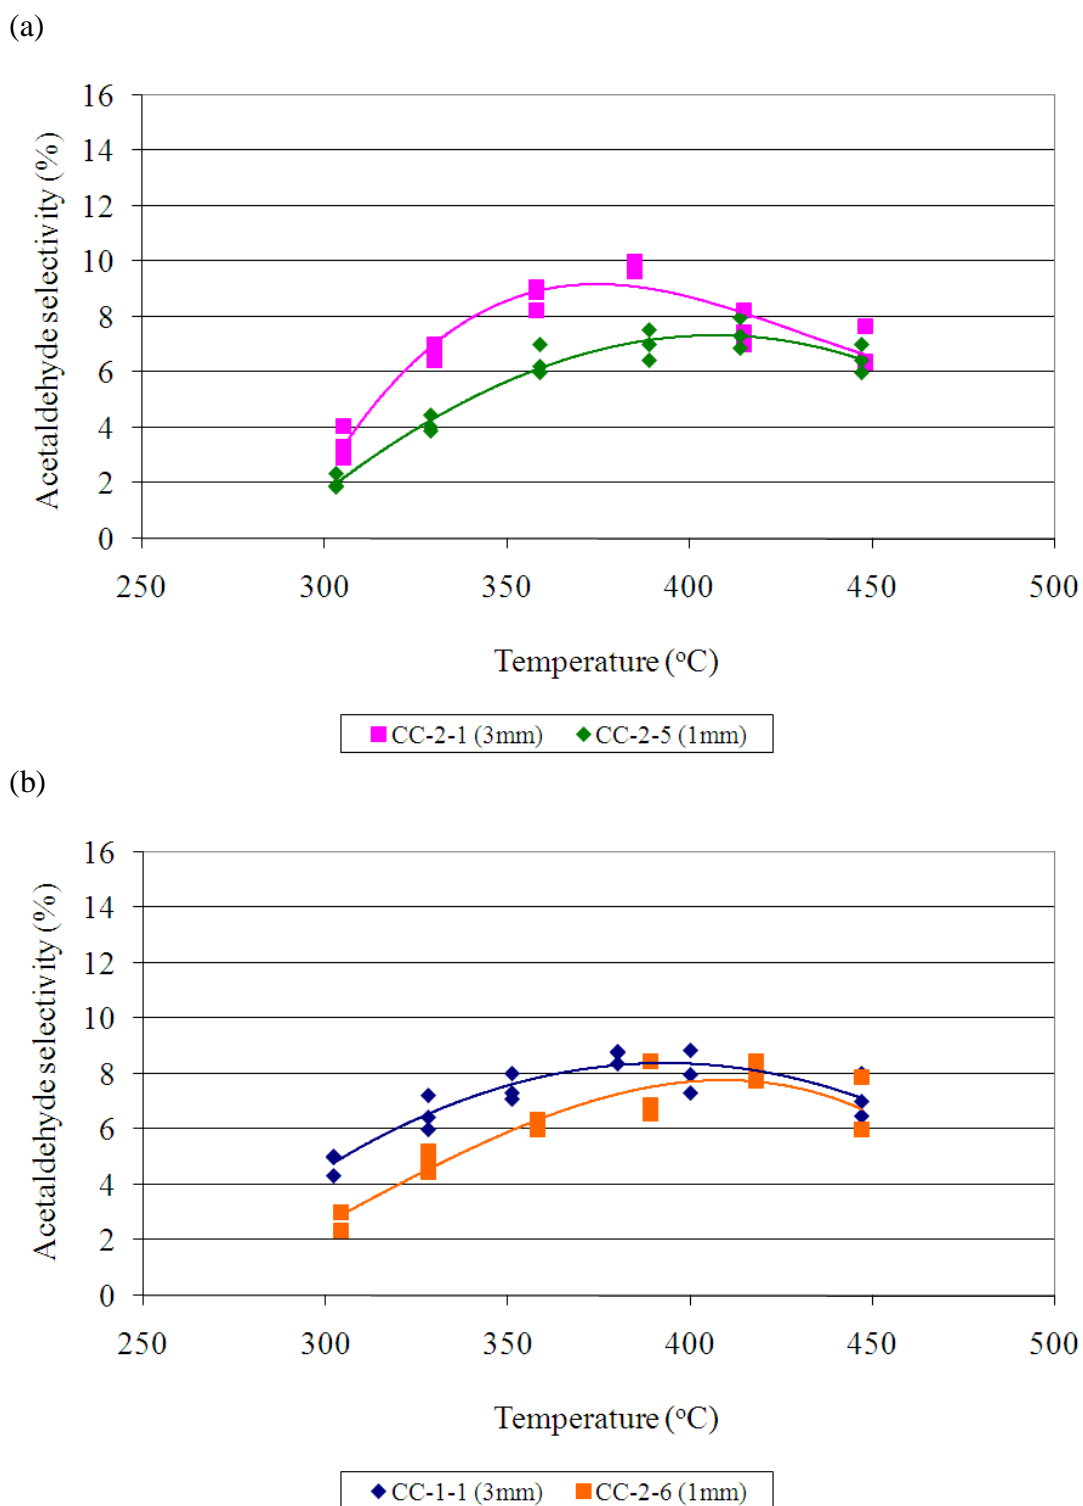 (a)
16
14
12
10
8
6
4
2
0
Acetaldehyde selectivity (%)
250 300 350 400 450 500
Temperature (°C)
CC-2-1 (3mm) CC-2-5 (1mm)
(b)
16
14
12
10
8
6
4
2
0
Acetaldehyde selectivity (%)
250 300 350 400 450 500
Temperature (°C)
CC-1-1 (3mm) CC-2-6 (1mm)